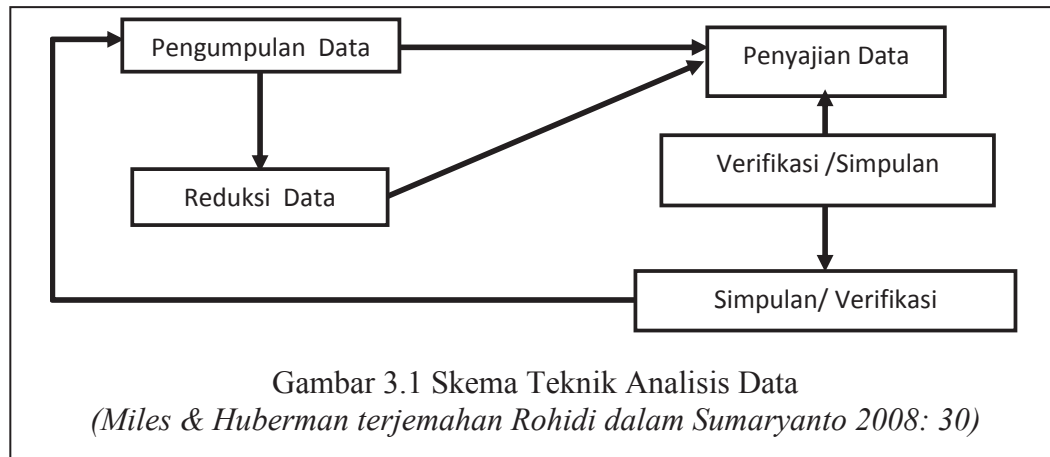 Pengumpulan Data
Penyajian Data
Verifikasi /Simpulan
Reduksi Data
Simpulan/ Verifikasi
Gambar 3.1 Skema Teknik Analisis Data
(Miles & Huberman terjemahan Rohidi dalam Sumaryanto 2008: 30)